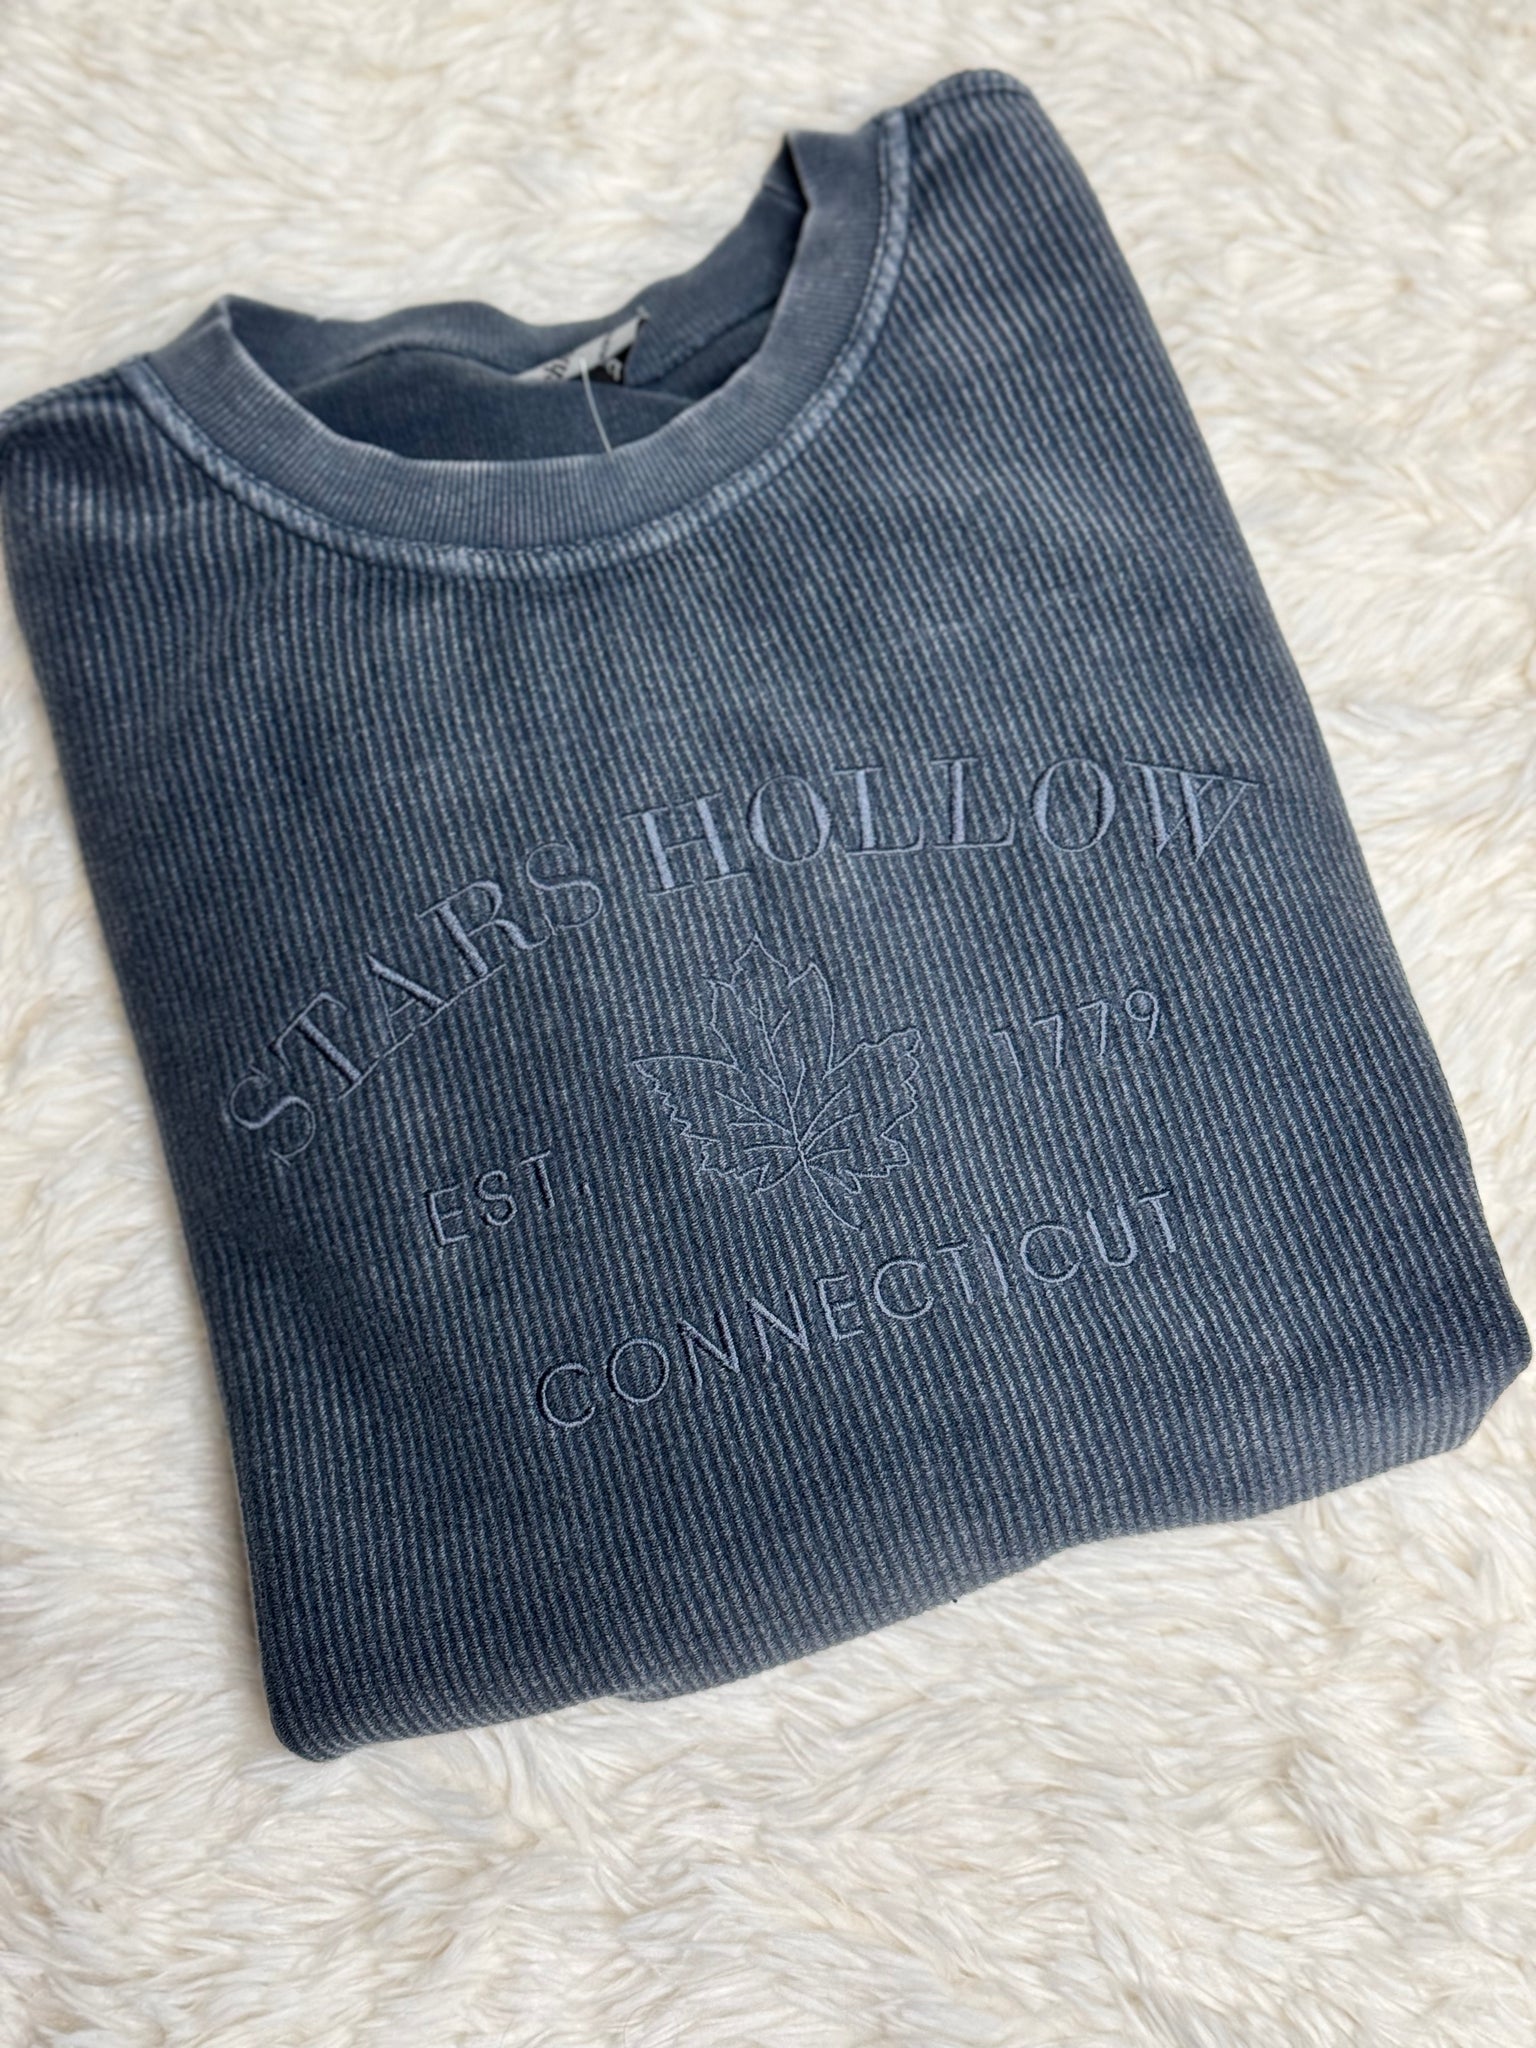 STARS HOLLOW
EST. 1779
CONNECTICUT